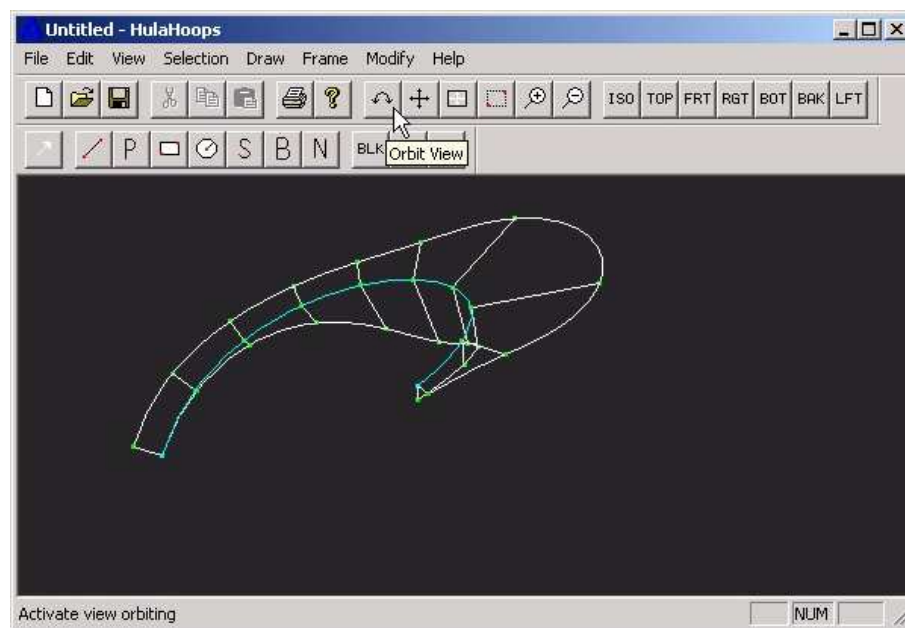 Untitled - HulaHoops
File Edit View Selection Draw Frame Modify Help
ISO TOP FRT RGT BOT BAK LFT
P S B N BLK
Orbit View
Activate view orbiting NUM